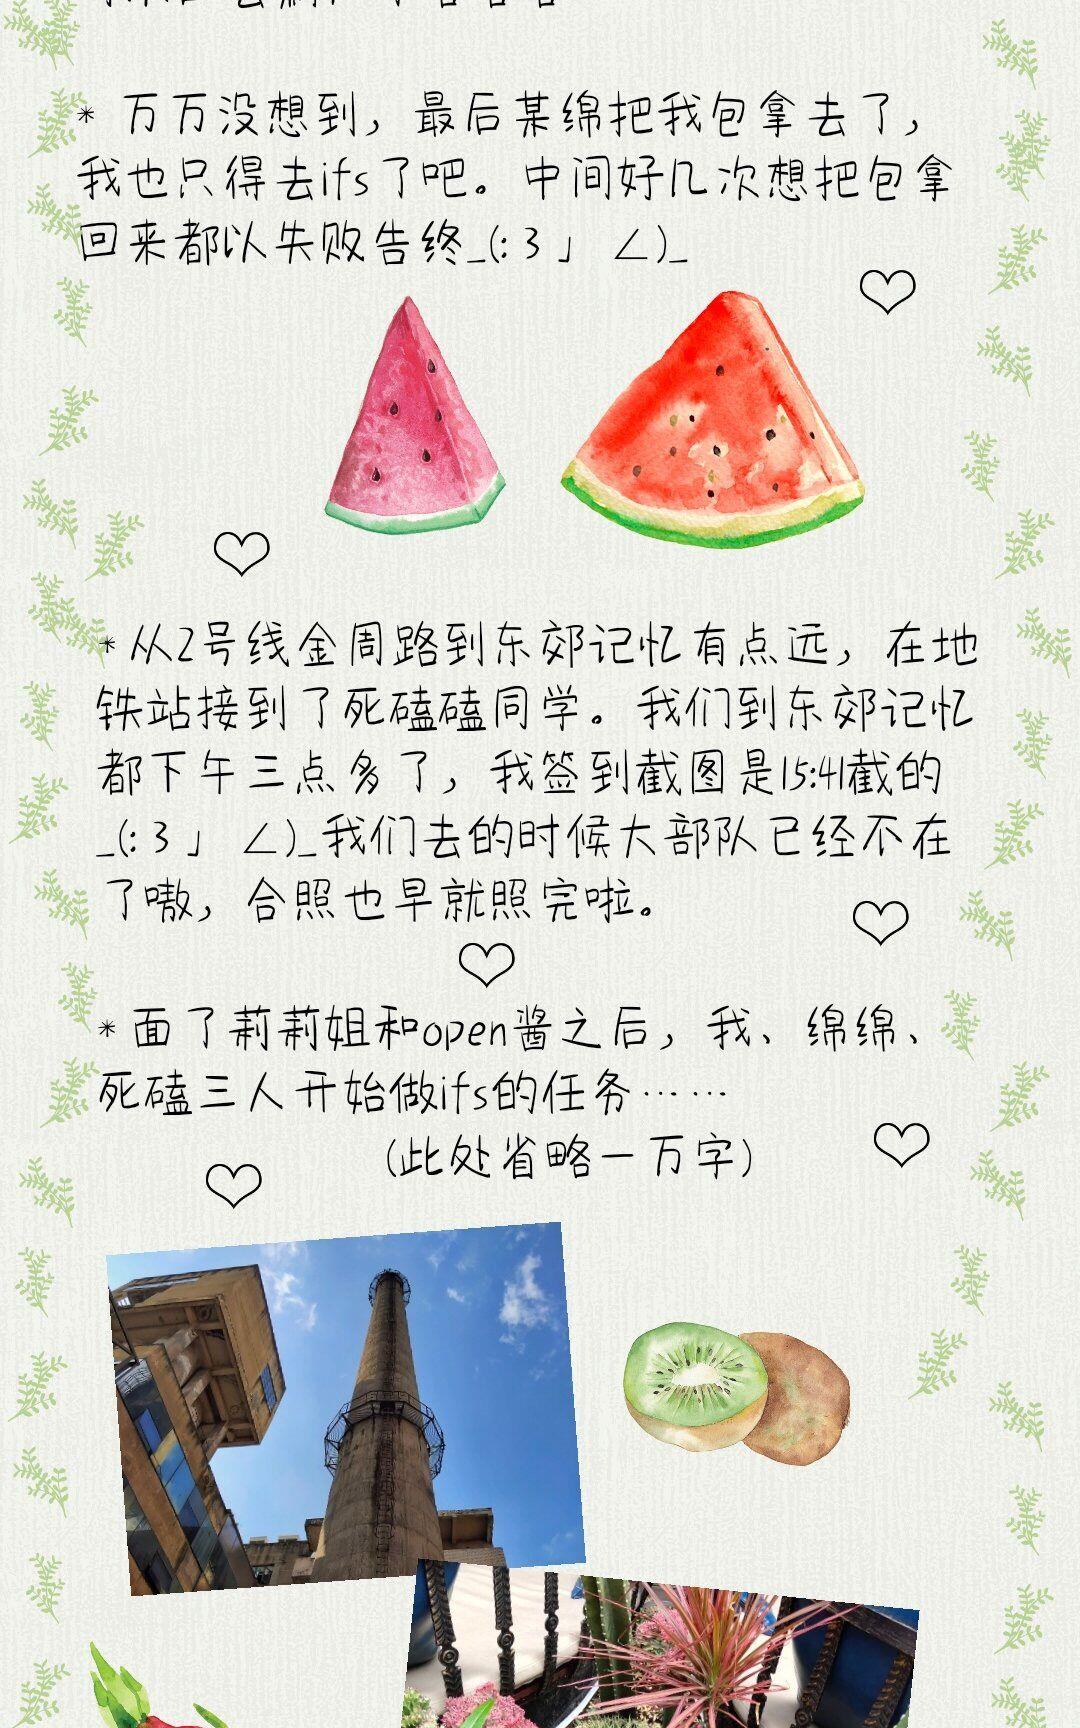 * 万万没想到，最后某绵把我包拿去了，
我也只得去ifs了吧。中间好几次想把包拿
回来都以失败告终_(:3」∠)_
*从2号线金周路到东郊记忆有点远，在地
铁站接到了死磕磕同学。我们到东郊记忆
都下午三点多了，我签到截图是15:41截的
_(:3」∠)_我们去的时候大部队已经不在
了嗷，合照也早就照完啦。
*面了莉莉姐和open酱之后，我、绵绵、
死磕三人开始做ifs的任务……
(此处省略一万字)